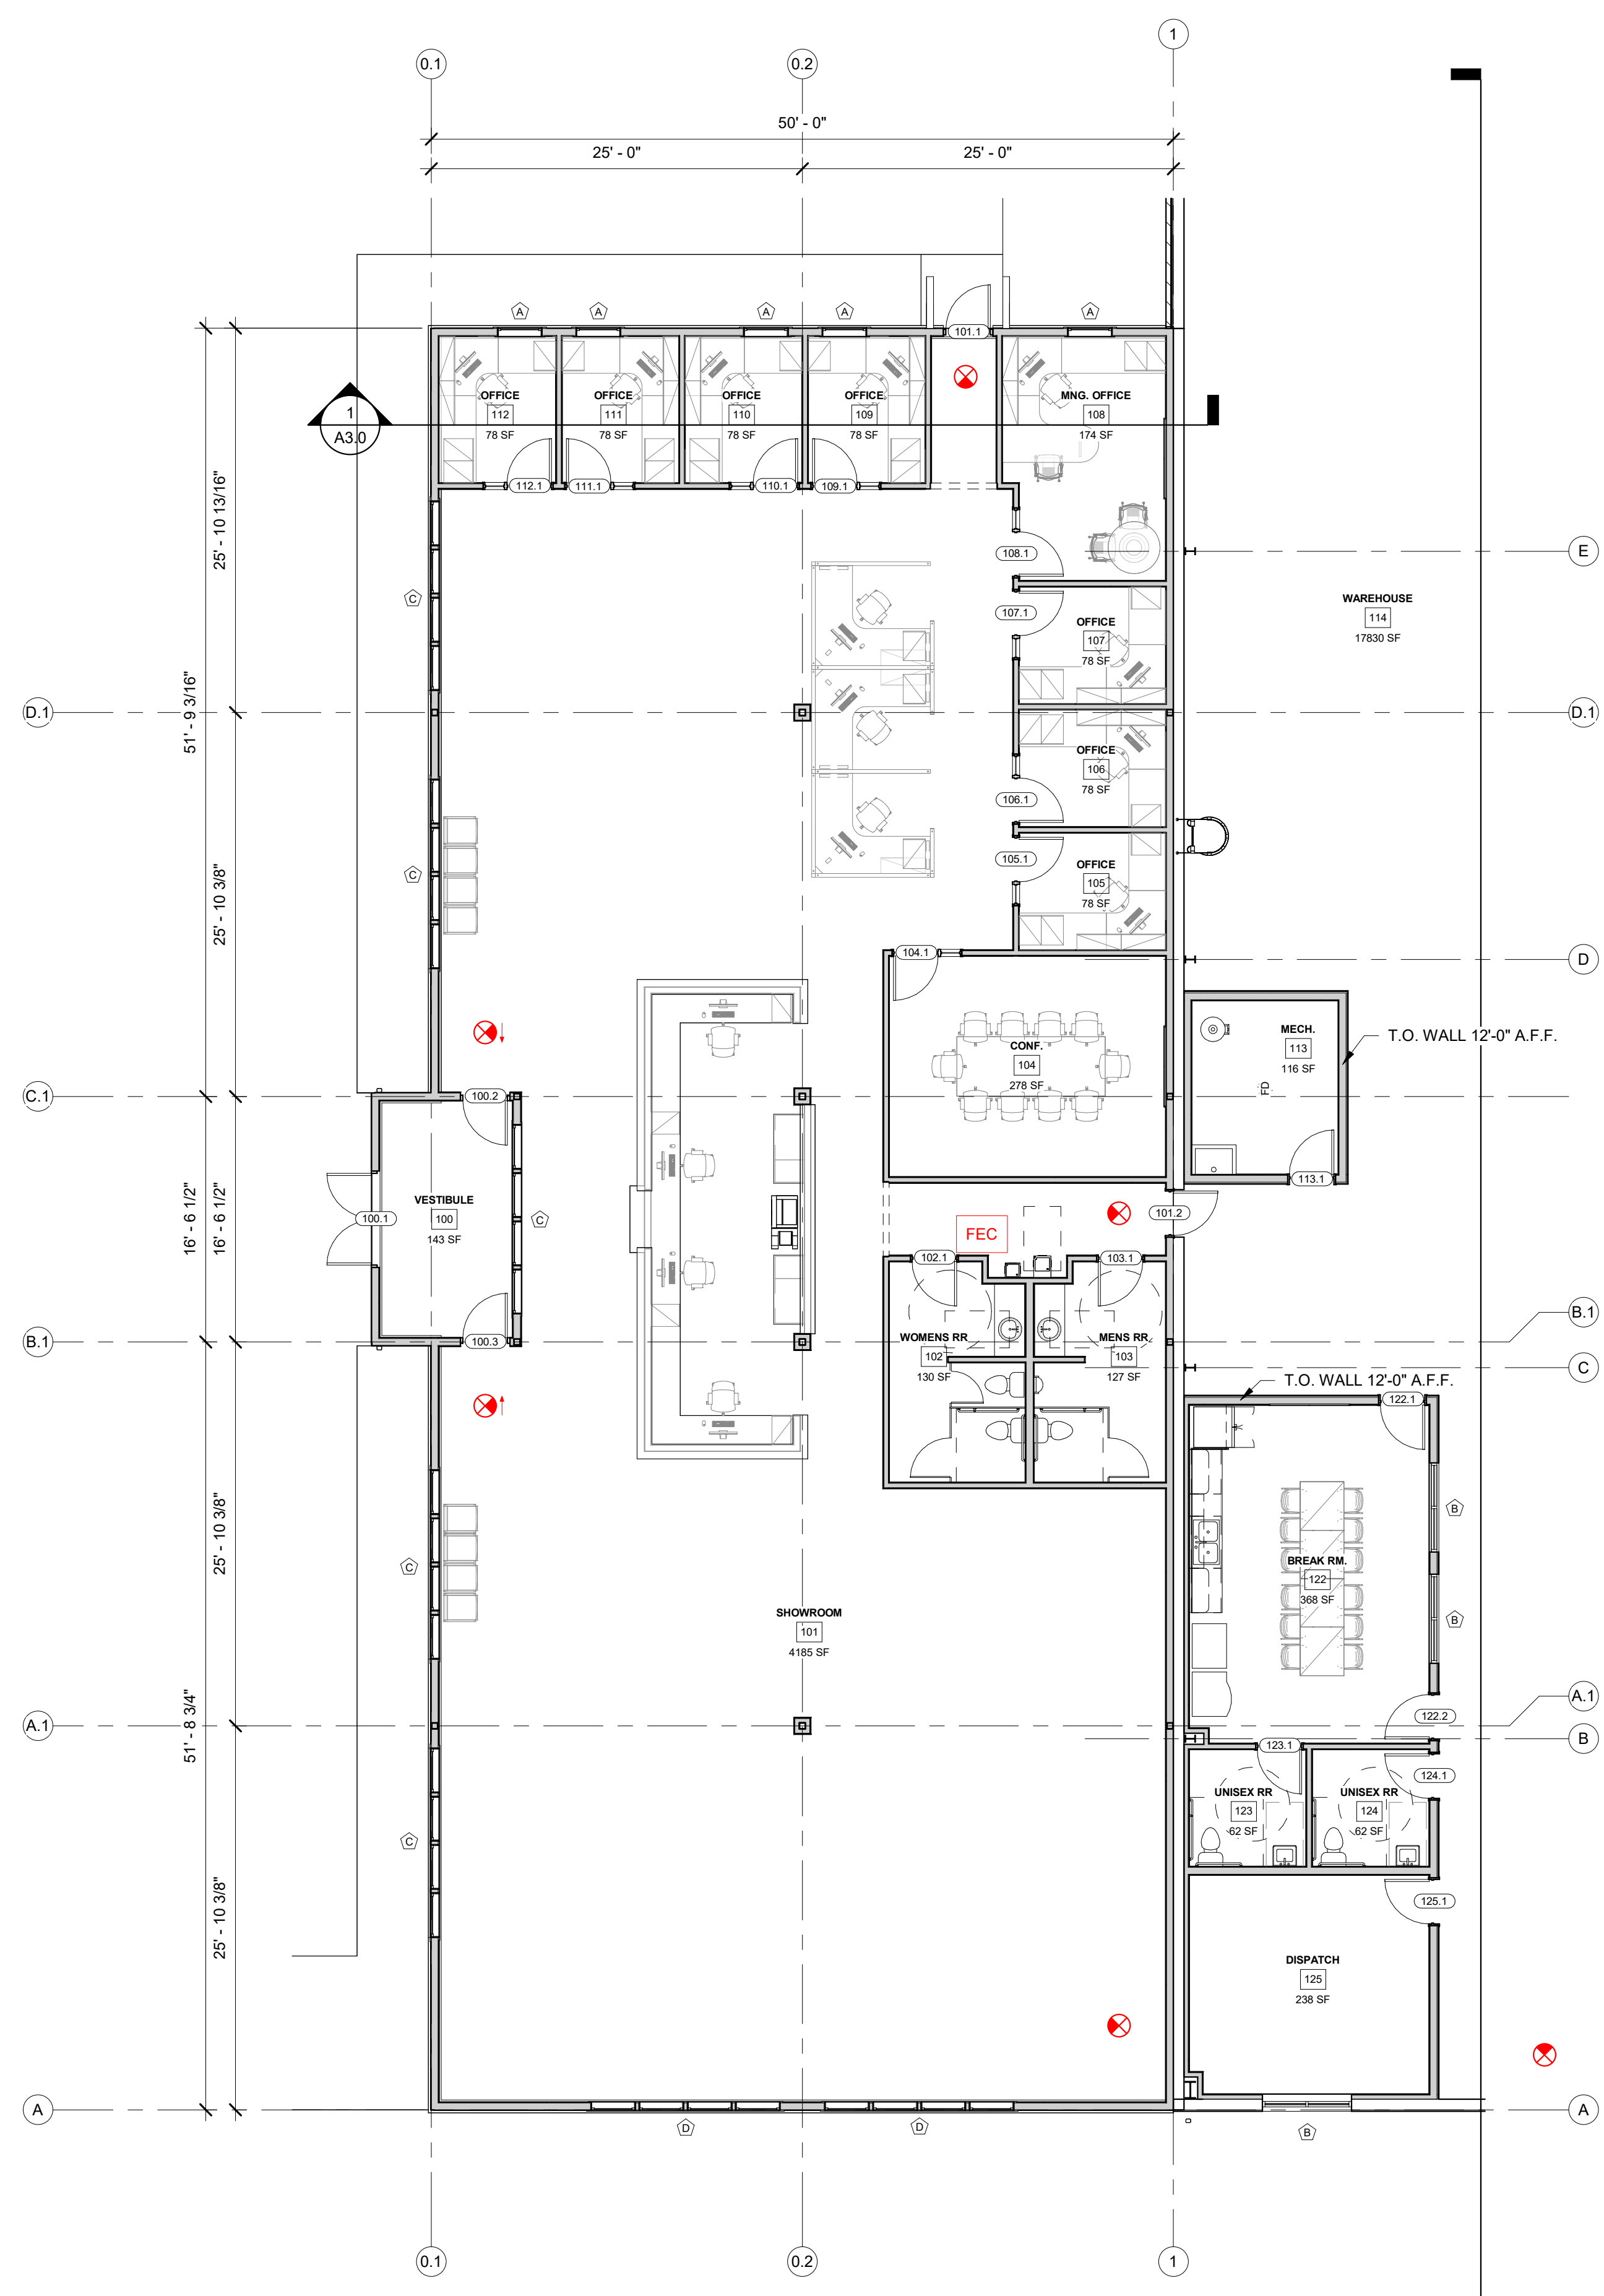 1
0.1
0.2
50' - 0"
25' - 0"
25' - 0"
A
A
A
A
A
101.1
OFFICE
112
78 SF
OFFICE
111
78 SF
OFFICE
110
78 SF
OFFICE
109
78 SF
MNG. OFFICE
108
174 SF
1
A3.0
112.1
111.1
110.1
109.1
25' - 10 13/16"
108.1
E
C
WAREHOUSE
114
17830 SF
107.1
OFFICE
107
78 SF
51' - 9 3/16"
D.1
D.1
OFFICE
106
78 SF
106.1
C
25' - 10 3/8"
105.1
OFFICE
105
78 SF
104.1
D
CONF.
104
278 SF
MECH.
113
116 SF
FD
T.O. WALL 12'-0" A.F.F.
C.1
100.2
113.1
VESTIBULE
100
143 SF
100.1
C
16' - 6 1/2"
16' - 6 1/2"
101.2
FEC
102.1
103.1
B.1
B.1
100.3
WOMENS RR
102
130 SF
MENS RR
103
127 SF
C
T.O. WALL 12'-0" A.F.F.
122.1
B
25' - 10 3/8"
C
BREAK RM.
122
368 SF
B
SHOWROOM
101
4185 SF
A.1
A.1
51' - 8 3/4"
122.2
B
123.1
124.1
UNISEX RR
123
62 SF
UNISEX RR
124
62 SF
C
125.1
25' - 10 3/8"
DISPATCH
125
238 SF
A
A
D
D
B
0.1
0.2
1